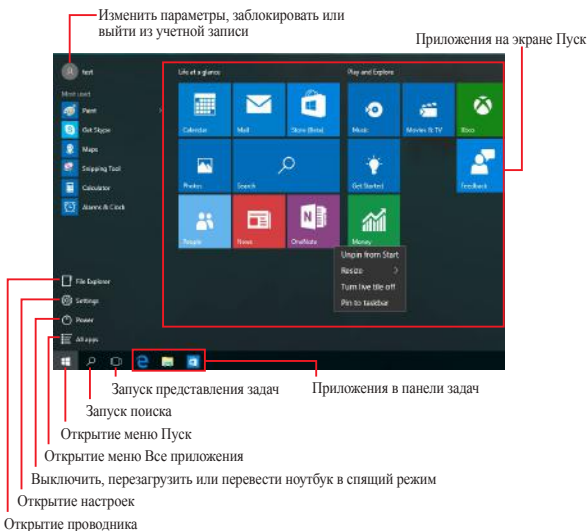 Изменить параметры, заблокировать или
выйти из учетной записи
Приложения на экране Пуск
test
Life at a glance
Play and Explore
Most used
Paint
Get Skype
Maps
Snipping Tool
Calculator
Alarms & Clock
Calendar
Mail
Store (Beta)
Music
Movies & TV
Xbox
Photos
Search
Get Started
Feedback
People
News
OneNote
Money
Unpin from Start
Resize
Turn live tile off
Pin to taskbar
File Explorer
Settings
Power
All apps
Запуск представления задач
Приложения в панели задач
Запуск поиска
Открытие меню Пуск
Открытие меню Все приложения
Выключить, перезагрузить или перевести ноутбук в спящий режим
Открытие настроек
Открытие проводника